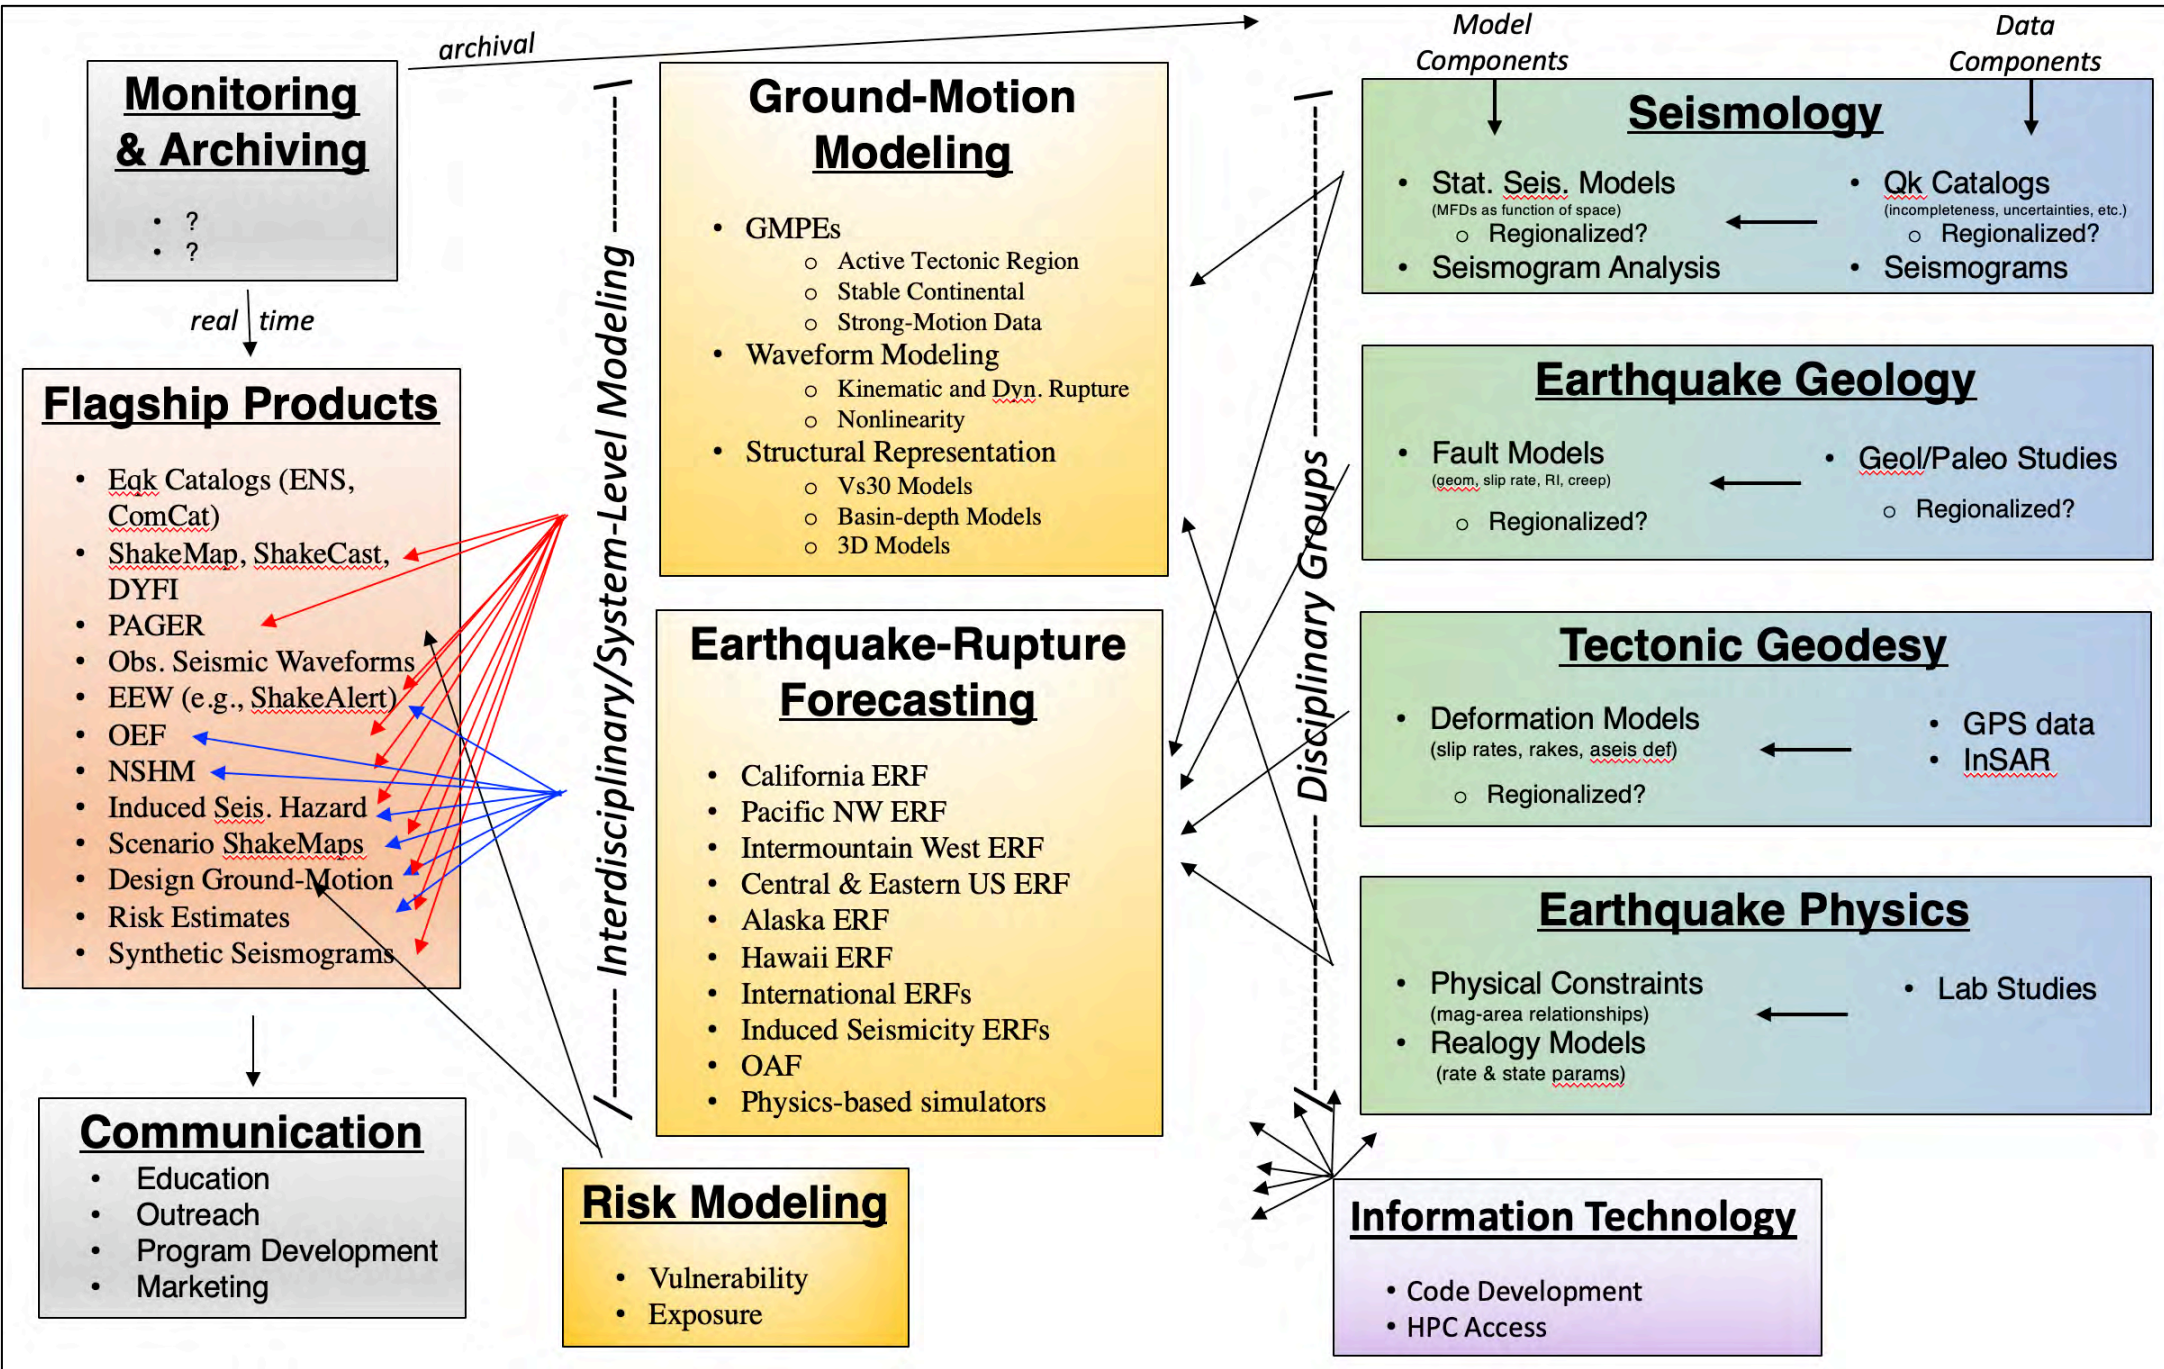 archival
Model
Components
Data
Components
Monitoring
& Archiving
• ?
• ?
real time
Flagship Products
• Eqk Catalogs (ENS,
ComCat)
• ShakeMap, ShakeCast,
DYFI
• PAGER
• Obs. Seismic Waveforms
• EEW (e.g., ShakeAlert)
• OEF
• NSHM
• Induced Seis. Hazard
• Scenario ShakeMaps
• Design Ground-Motion
• Risk Estimates
• Synthetic Seismograms
Communication
• Education
• Outreach
• Program Development
• Marketing
Interdisciplinary/System-Level Modeling
Ground-Motion
Modeling
• GMPEs
o Active Tectonic Region
o Stable Continental
o Strong-Motion Data
• Waveform Modeling
o Kinematic and Dyn. Rupture
o Nonlinearity
• Structural Representation
o Vs30 Models
o Basin-depth Models
o 3D Models
Earthquake-Rupture
Forecasting
• California ERF
• Pacific NW ERF
• Intermountain West ERF
• Central & Eastern US ERF
• Alaska ERF
• Hawaii ERF
• International ERFs
• Induced Seismicity ERFs
• OAF
• Physics-based simulators
Risk Modeling
• Vulnerability
• Exposure
Disciplinary Groups
Seismology
• Stat. Seis. Models
(MFDs as function of space)
o Regionalized?
• Seismogram Analysis
• Qk Catalogs
(incompleteness, uncertainties, etc.)
o Regionalized?
• Seismograms
Earthquake Geology
• Fault Models
(geom, slip rate, RI, creep)
o Regionalized?
• Geol/Paleo Studies
o Regionalized?
Tectonic Geodesy
• Deformation Models
(slip rates, rakes, aseis def)
o Regionalized?
• GPS data
• InSAR
Earthquake Physics
• Physical Constraints
(mag-area relationships)
• Realogy Models
(rate & state params)
• Lab Studies
Information Technology
• Code Development
• HPC Access